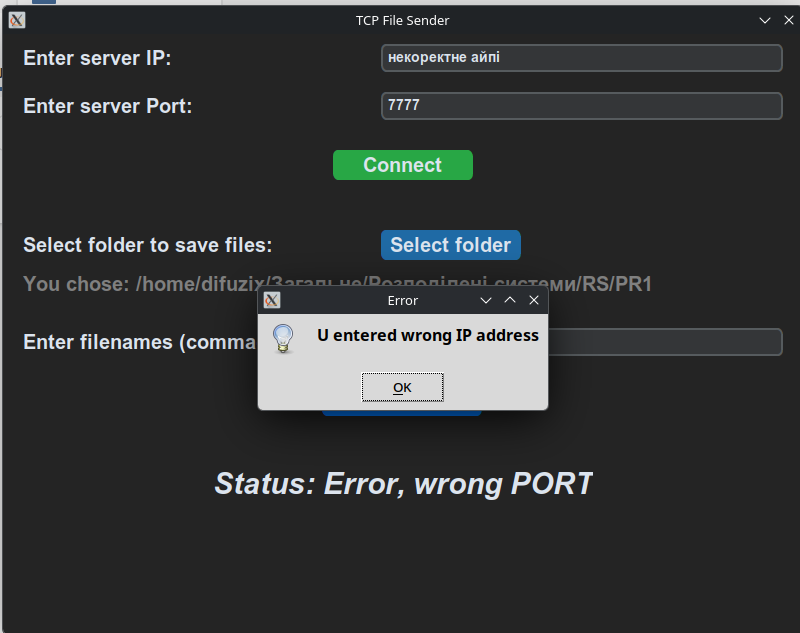 TCP File Sender
Enter server IP:
некоректне айпі
Enter server Port:
7777
Connect
Select folder to save files:
Select folder
You chose: /home/difuzix/Загальне/Розподілені системи/RS/PR1
Error
U entered wrong IP address
OK
Enter filenames (comma
Status: Error, wrong PORT